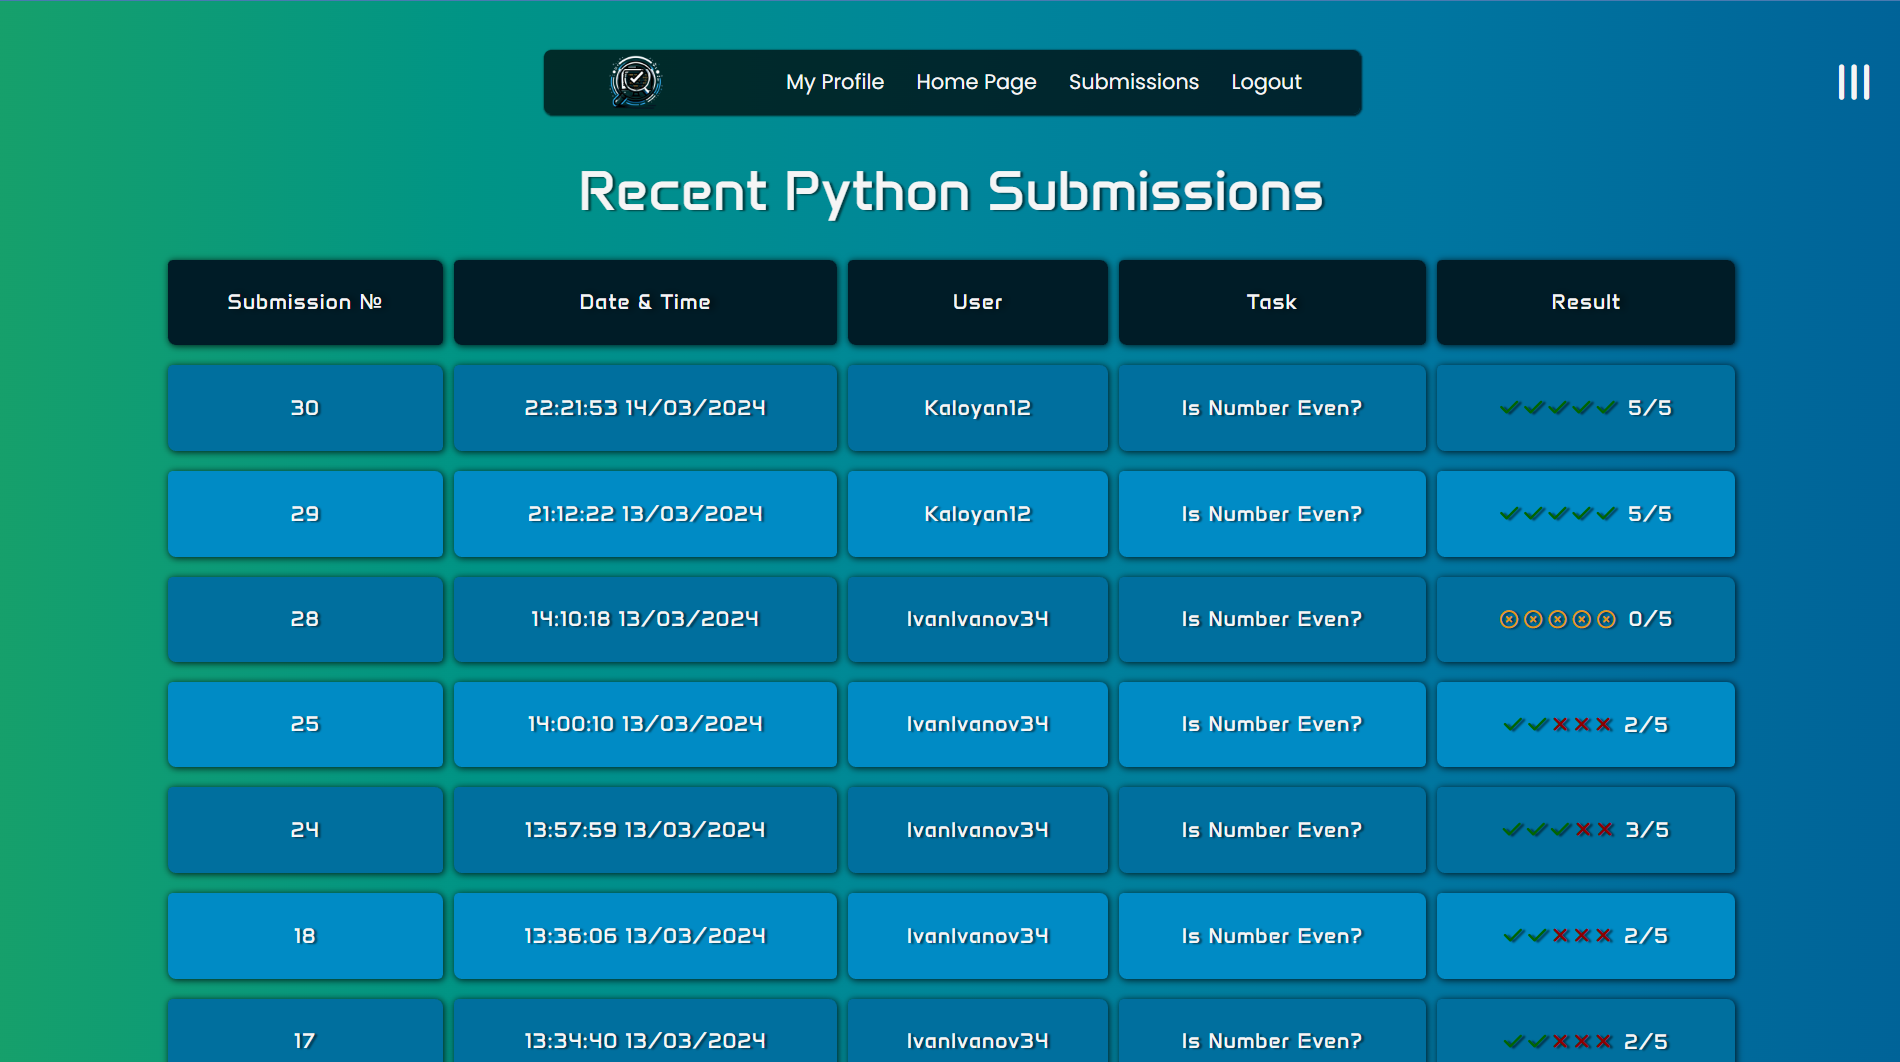 My Profile Home Page Submissions Logout
Recent Python Submissions
Submission № Date & Time User Task Result
30 22:21:53 14/03/2024 Kaloyan12 Is Number Even? 5/5
29 21:12:22 13/03/2024 Kaloyan12 Is Number Even? 5/5
28 14:10:18 13/03/2024 IvanIvanov34 Is Number Even? 0/5
25 14:00:10 13/03/2024 IvanIvanov34 Is Number Even? 2/5
24 13:57:59 13/03/2024 IvanIvanov34 Is Number Even? 3/5
18 13:36:06 13/03/2024 IvanIvanov34 Is Number Even? 2/5
17 13:34:40 13/03/2024 IvanIvanov34 Is Number Even? 2/5